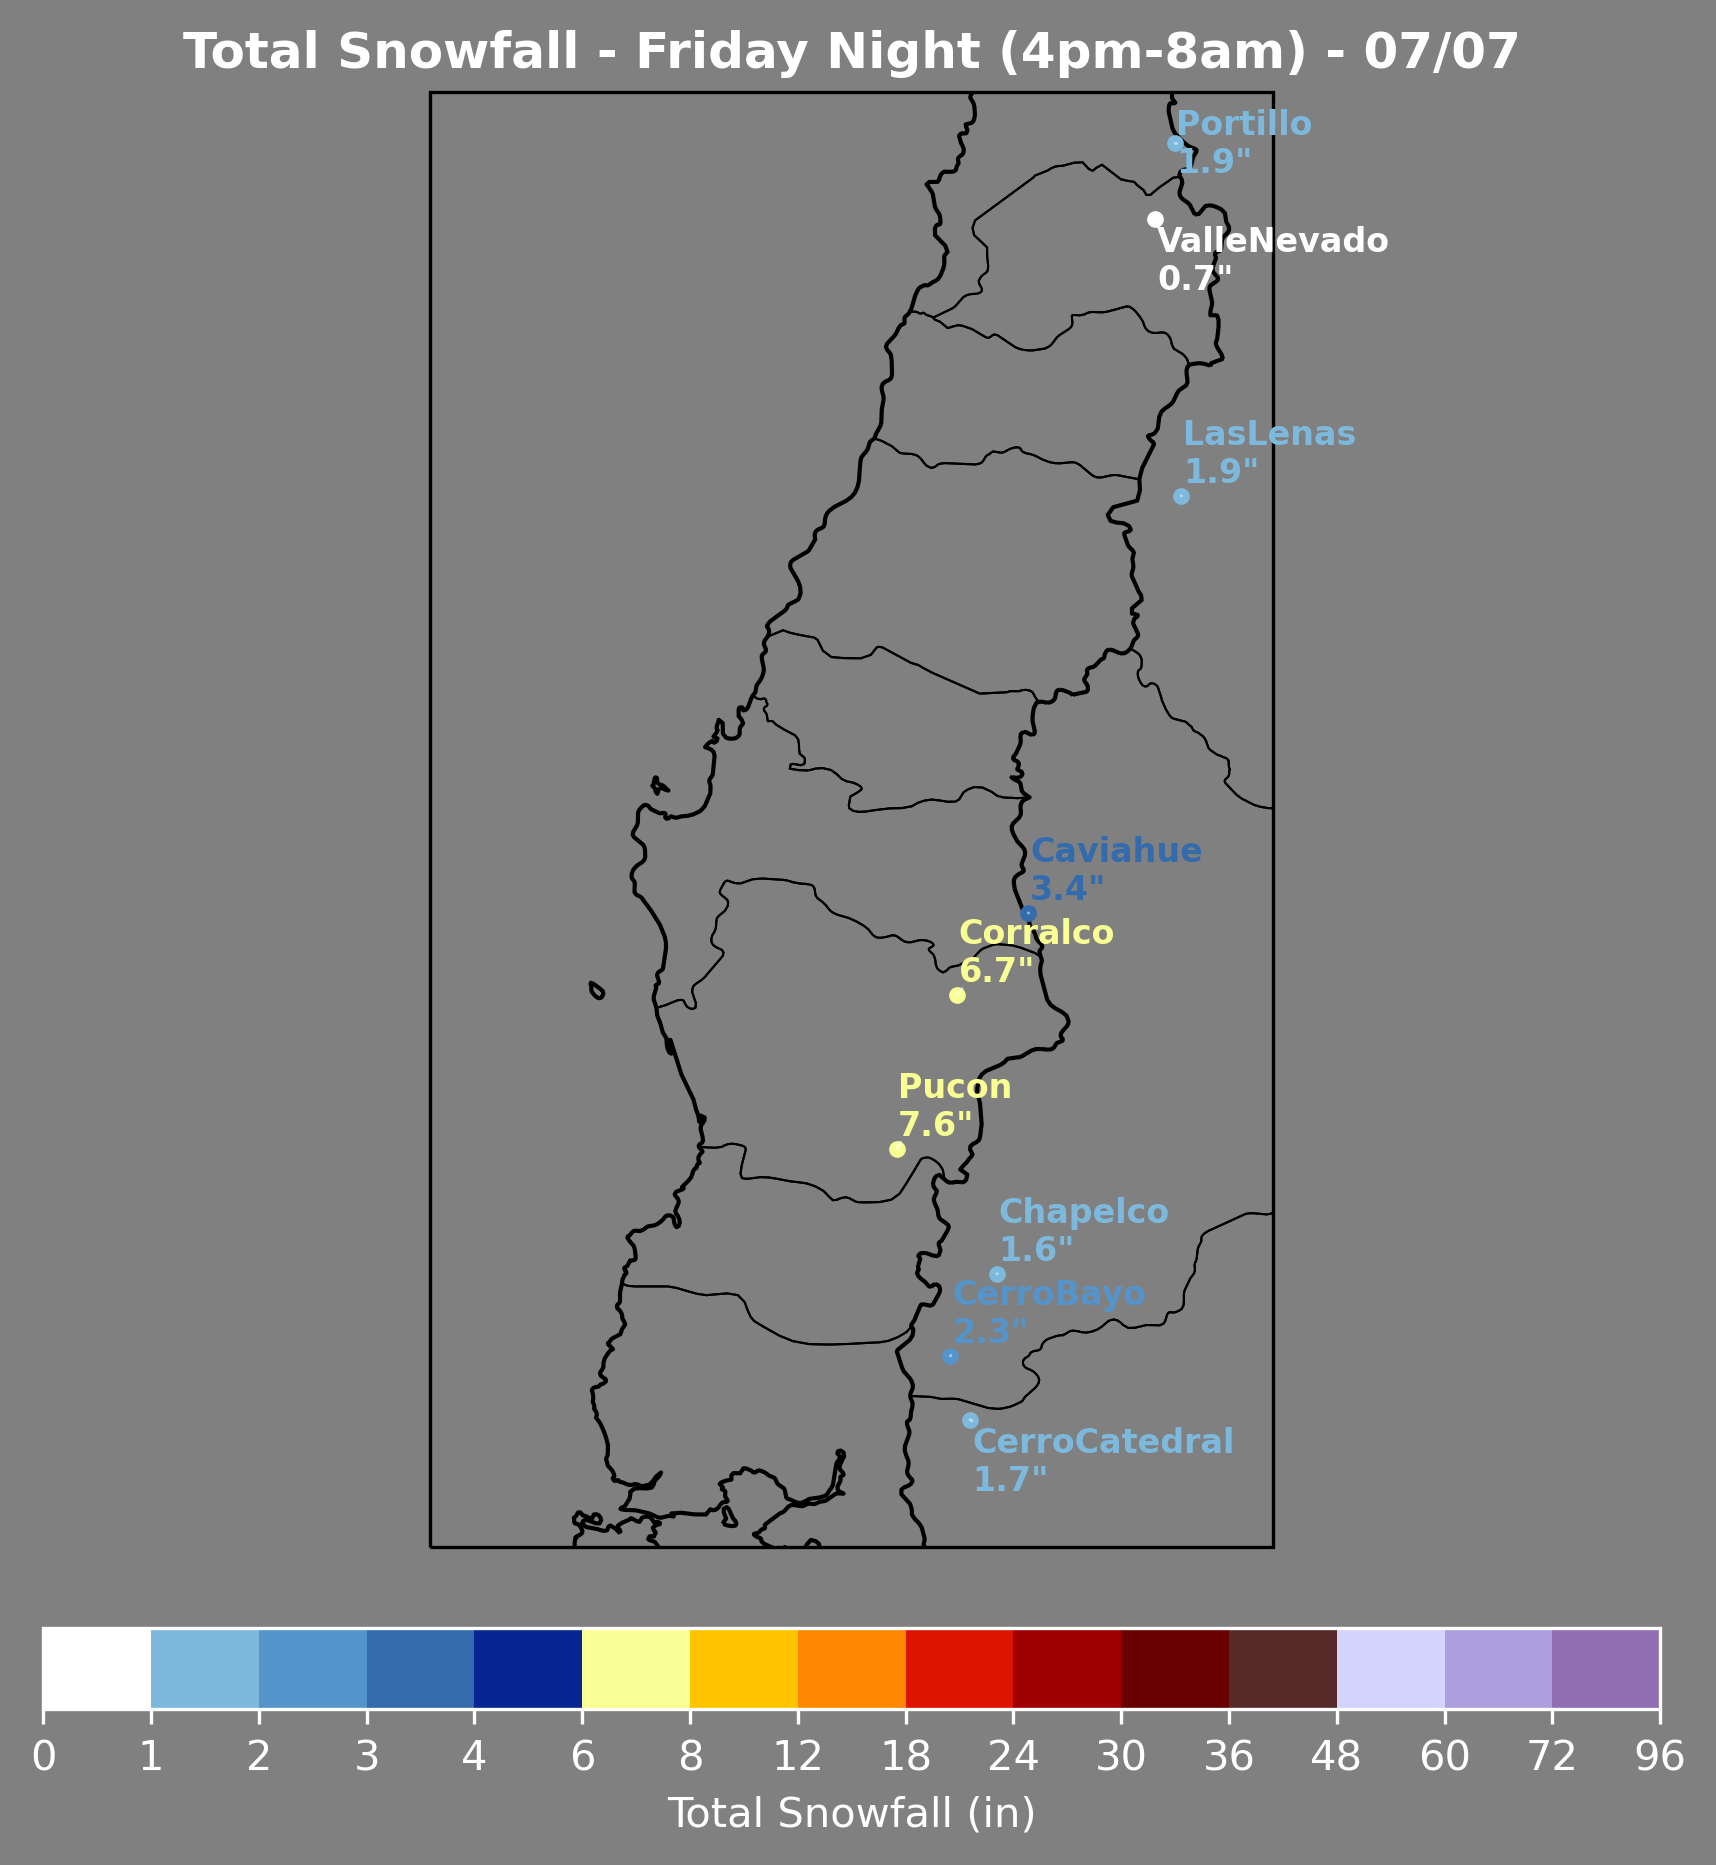 Total Snowfall - Friday Night (4pm-8am) - 07/07
Portillo
1.9"
ValleNevado
0.7"
LasLenas
1.9"
Caviahue
3.4"
Corralco
6.7"
Pucon
7.6"
Chapelco
1.6"
CerroBayo
2.3"
CerroCatedral
1.7"
0 1 2 3 4 6 8 12 18 24 30 36 48 60 72 96
Total Snowfall (in)